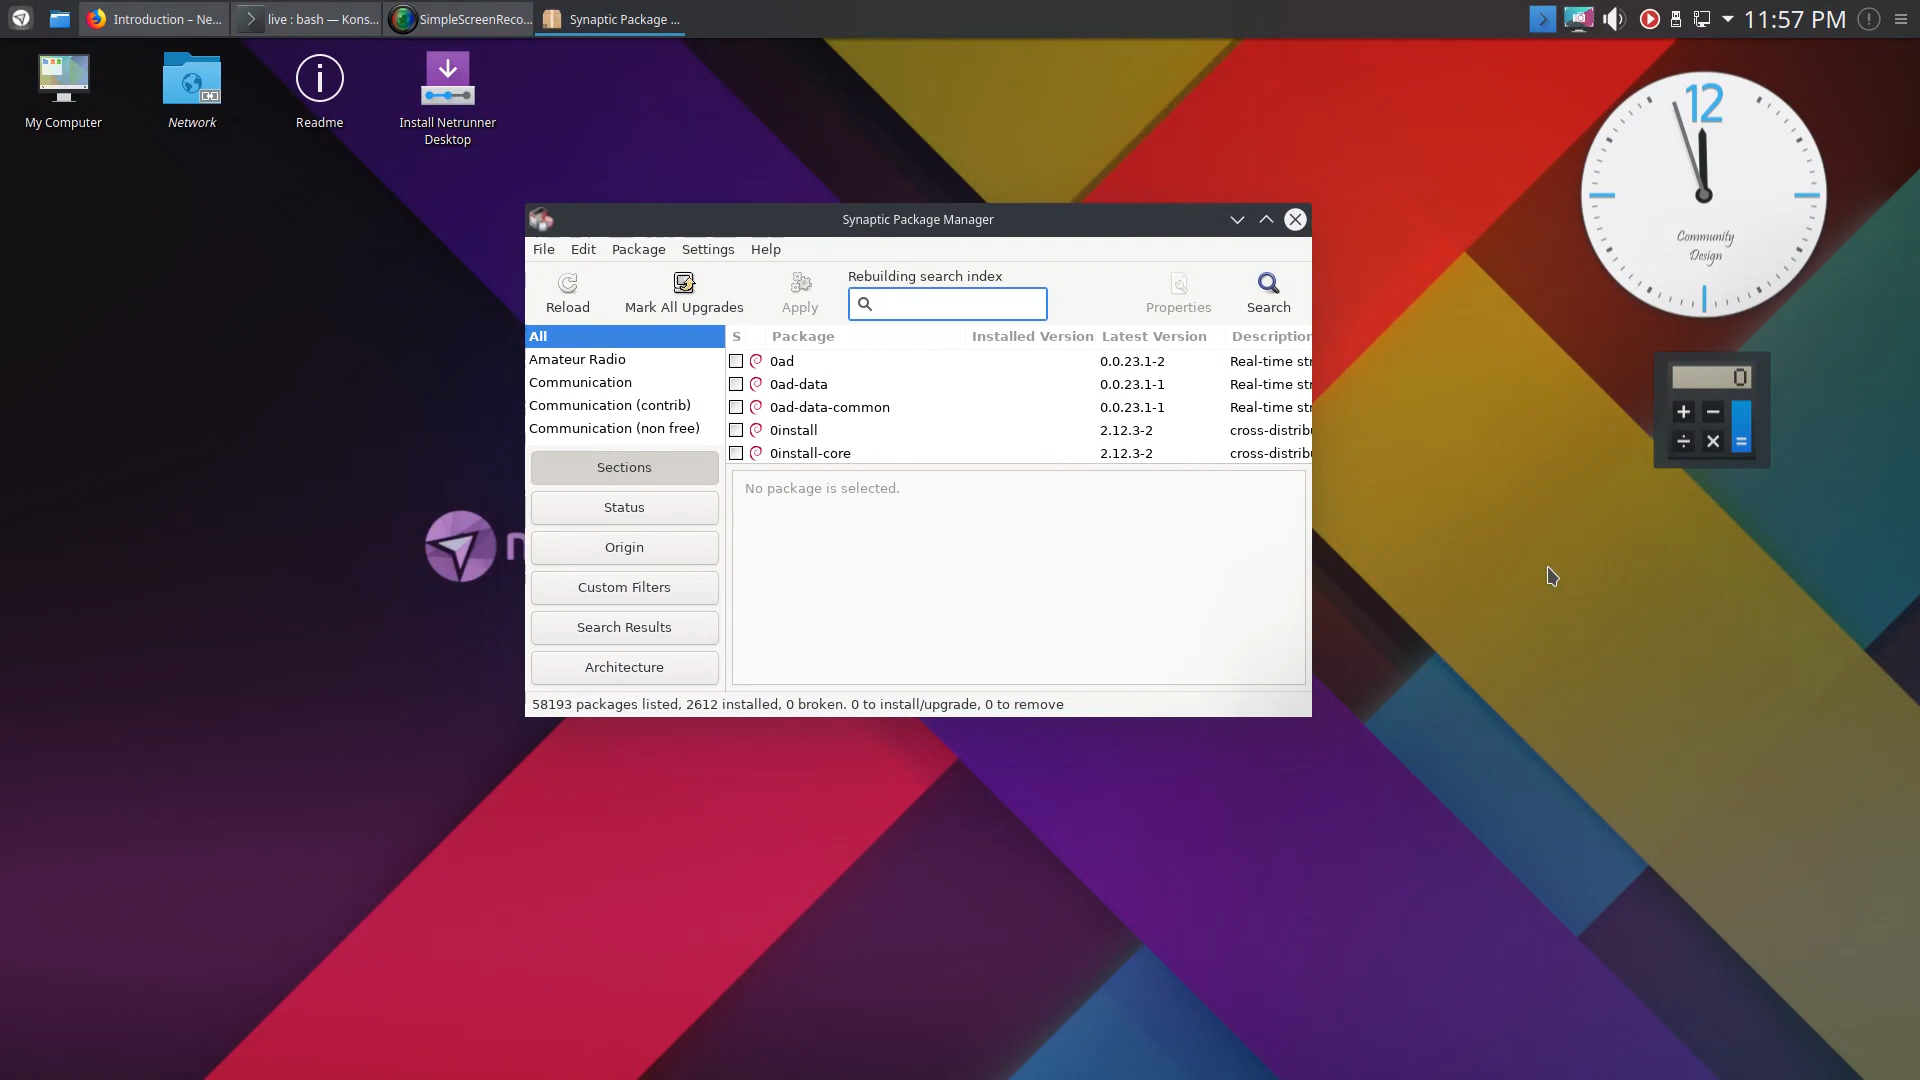 Introduction – Ne...
live : bash — Kons...
SimpleScreenReco...
Synaptic Package ...
11:57 PM
My Computer
Network
Readme
Install Netrunner
Desktop
12
Community
Design
0
+ −
÷ × =
Synaptic Package Manager
File Edit Package Settings Help
Rebuilding search index
Reload Mark All Upgrades Apply Properties Search
All
Amateur Radio
Communication
Communication (contrib)
Communication (non free)
S Package Installed Version Latest Version Description
0ad 0.0.23.1-2 Real-time str
0ad-data 0.0.23.1-1 Real-time str
0ad-data-common 0.0.23.1-1 Real-time str
0install 2.12.3-2 cross-distribu
0install-core 2.12.3-2 cross-distribu
Sections
Status
Origin
Custom Filters
Search Results
Architecture
No package is selected.
58193 packages listed, 2612 installed, 0 broken. 0 to install/upgrade, 0 to remove